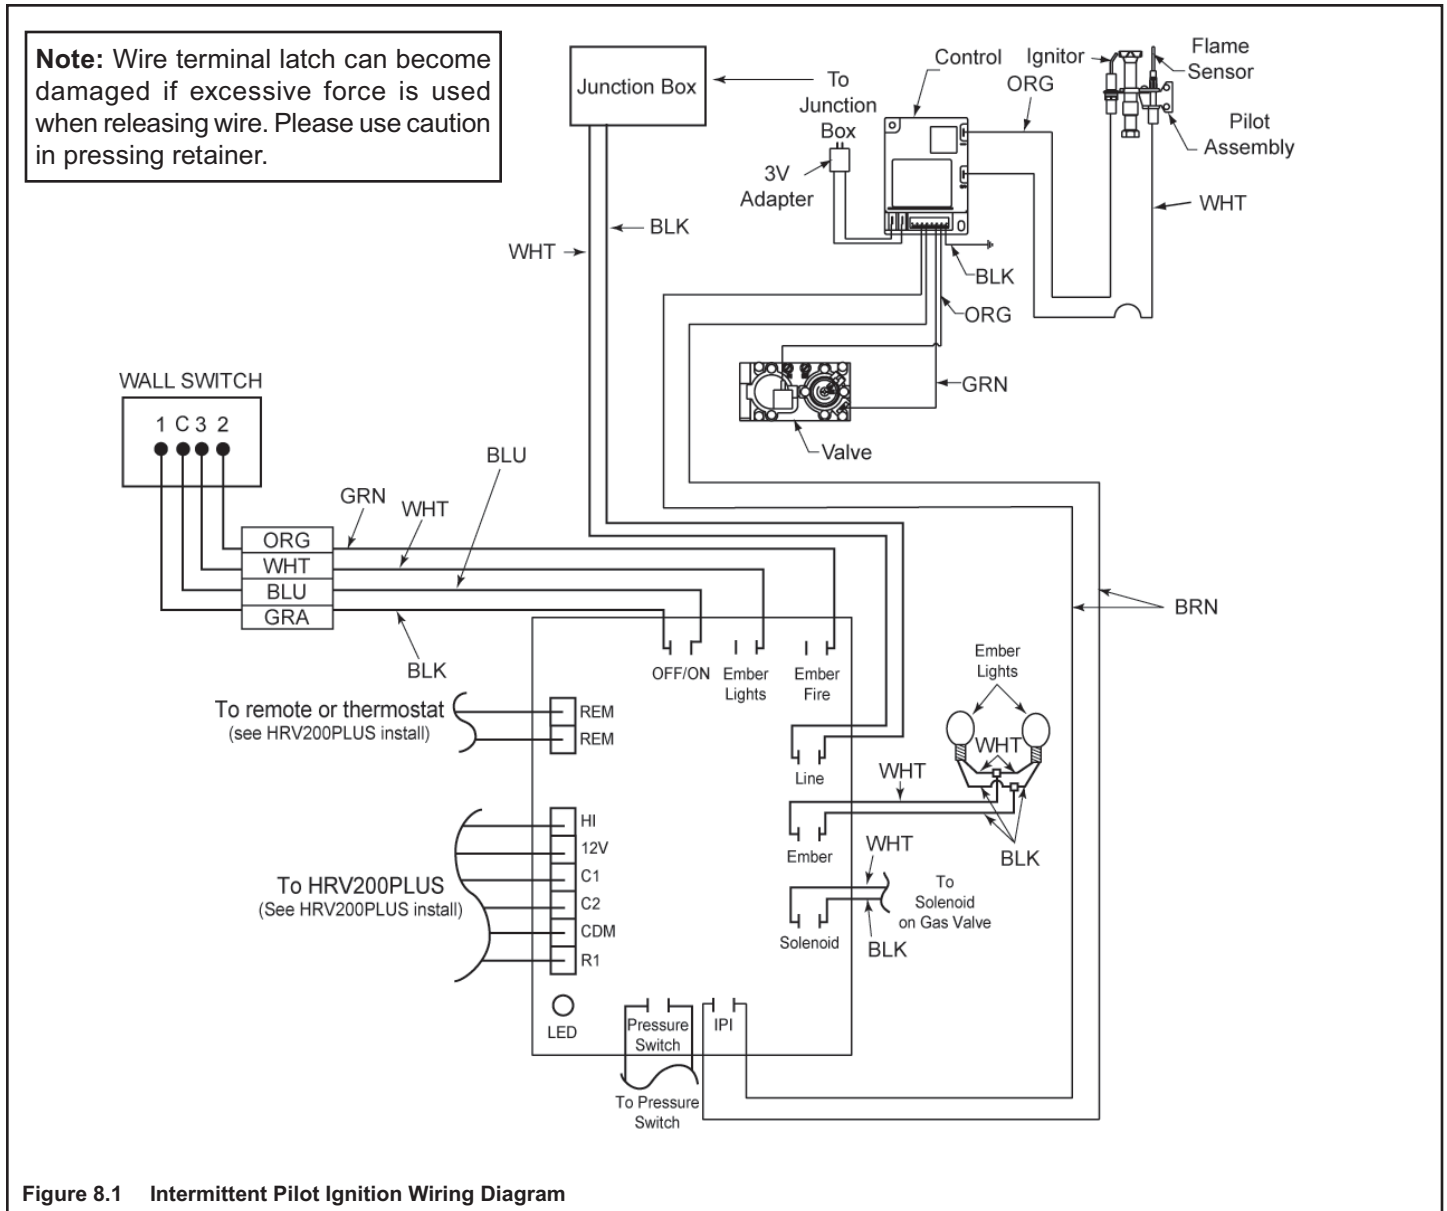 Note: Wire terminal latch can become
damaged if excessive force is used
when releasing wire. Please use caution
in pressing retainer.
Junction Box
To
Junction
Box
3V
Adapter
Control
Ignitor
ORG
Flame
Sensor
Pilot
Assembly
WHT
WHT
BLK
BLK
ORG
GRN
Valve
WALL SWITCH
1 C 3 2
GRN
WHT
BLU
ORG
WHT
BLU
GRA
BLK
BRN
OFF/ON
Ember
Lights
Ember
Fire
To remote or thermostat
(see HRV200PLUS install)
REM
REM
Line
Ember
Lights
WHT
WHT
BLK
Ember
WHT
To
Solenoid
on Gas Valve
BLK
Solenoid
HI
12V
C1
C2
CDM
R1
To HRV200PLUS
(See HRV200PLUS install)
LED
Pressure
Switch
IPI
To Pressure
Switch
Figure 8.1 Intermittent Pilot Ignition Wiring Diagram